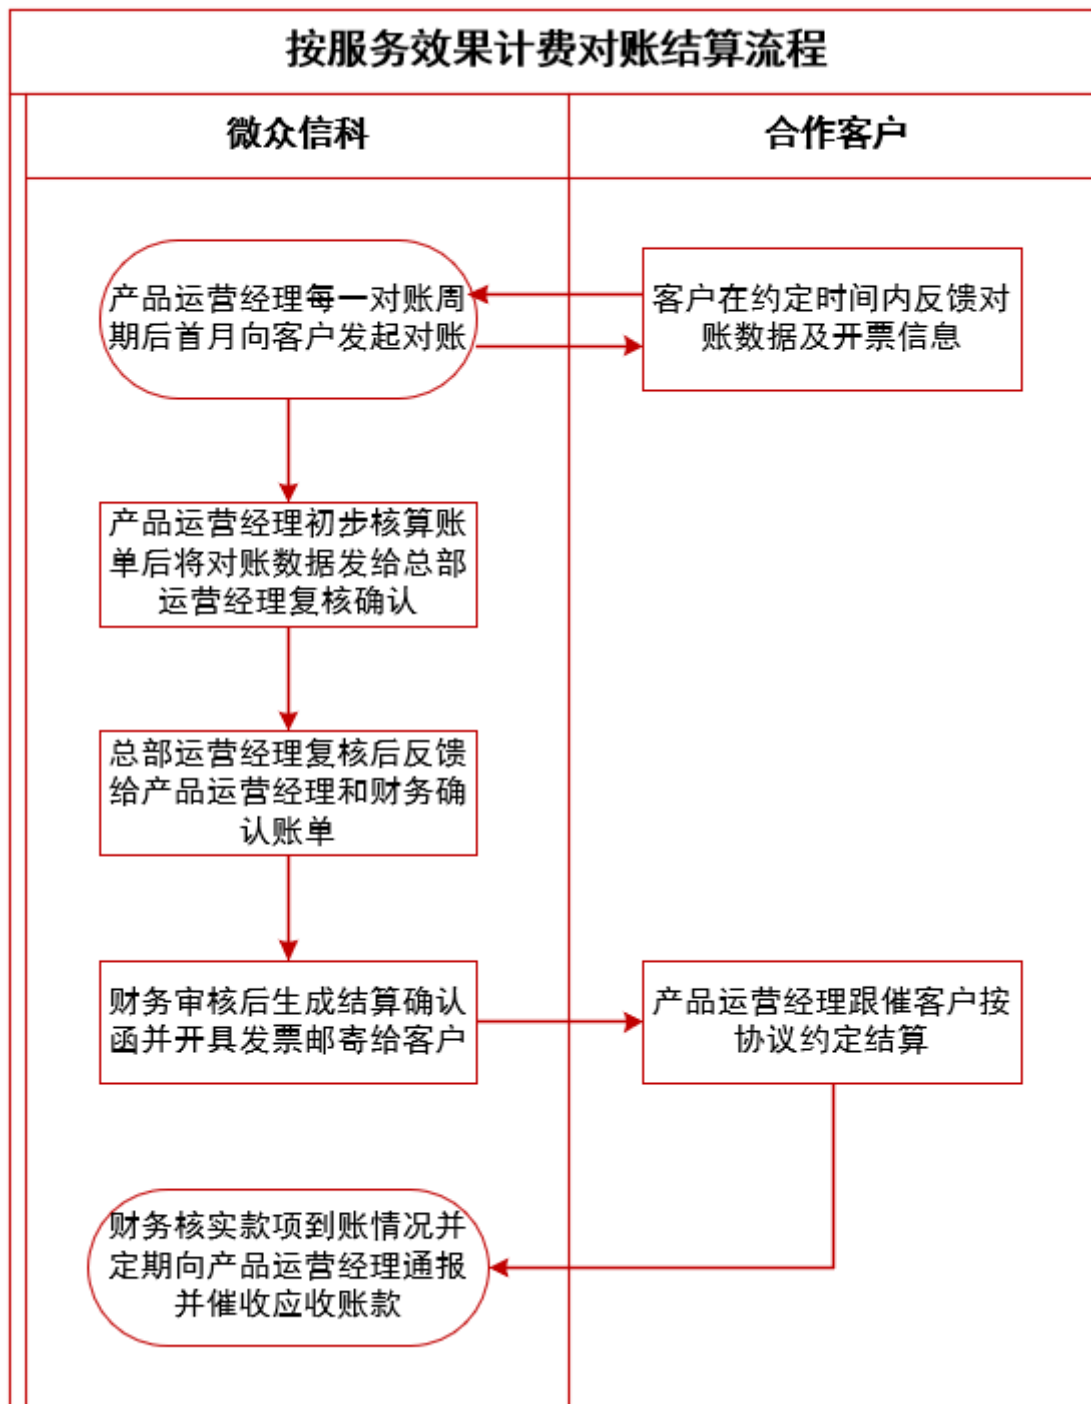 按服务效果计费对账结算流程
微众信科
合作客户
产品运营经理每一对账周
期后首月向客户发起对账
客户在约定时间内反馈对
账数据及开票信息
产品运营经理初步核算账
单后将对账数据发给总部
运营经理复核确认
总部运营经理复核后反馈
给产品运营经理和财务确
认账单
财务审核后生成结算确认
函并开具发票邮寄给客户
产品运营经理跟催客户按
协议约定结算
财务核实款项到账情况并
定期向产品运营经理通报
并催收应收账款